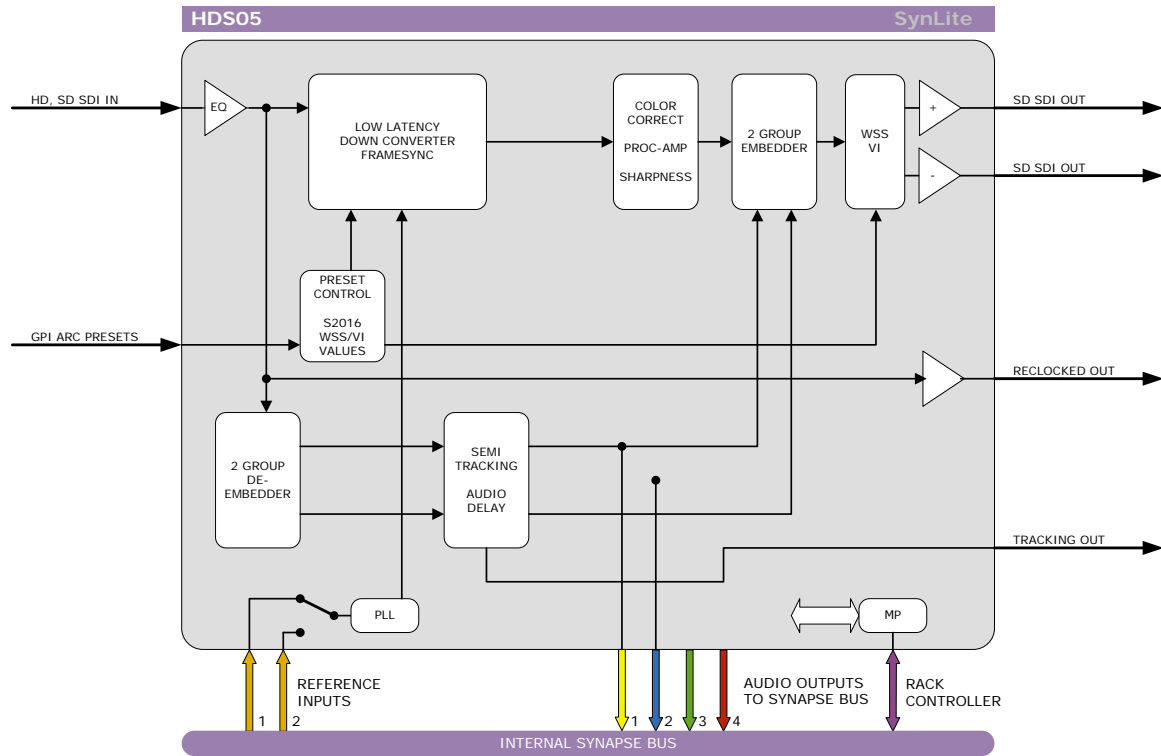 HDS05
SynLite
HD, SD SDI IN
EQ
LOW LATENCY
DOWN CONVERTER
FRAMESYNC
COLOR
CORRECT
PROC-AMP
SHARPNESS
2 GROUP
EMBEDDER
WSS
VI
+
-
SD SDI OUT
SD SDI OUT
GPI ARC PRESETS
PRESET
CONTROL
S2016
WSS/VI
VALUES
RECLOCKED OUT
2 GROUP
DE-
EMBEDDER
SEMI
TRACKING
AUDIO
DELAY
TRACKING OUT
PLL
MP
REFERENCE
INPUTS
1
2
1
2
3
4
AUDIO OUTPUTS
TO SYNAPSE BUS
RACK
CONTROLLER
INTERNAL SYNAPSE BUS